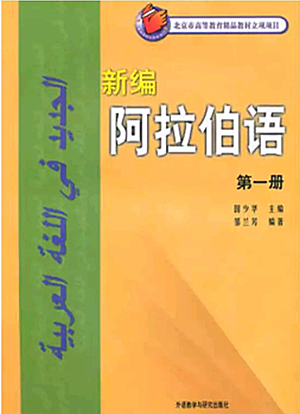 北京市高等教育精品教材立项项目
新编
阿拉伯语
第一册
国少华 主编
邹兰芳 编著
الجديد في اللغة العربية
外语教学与研究出版社